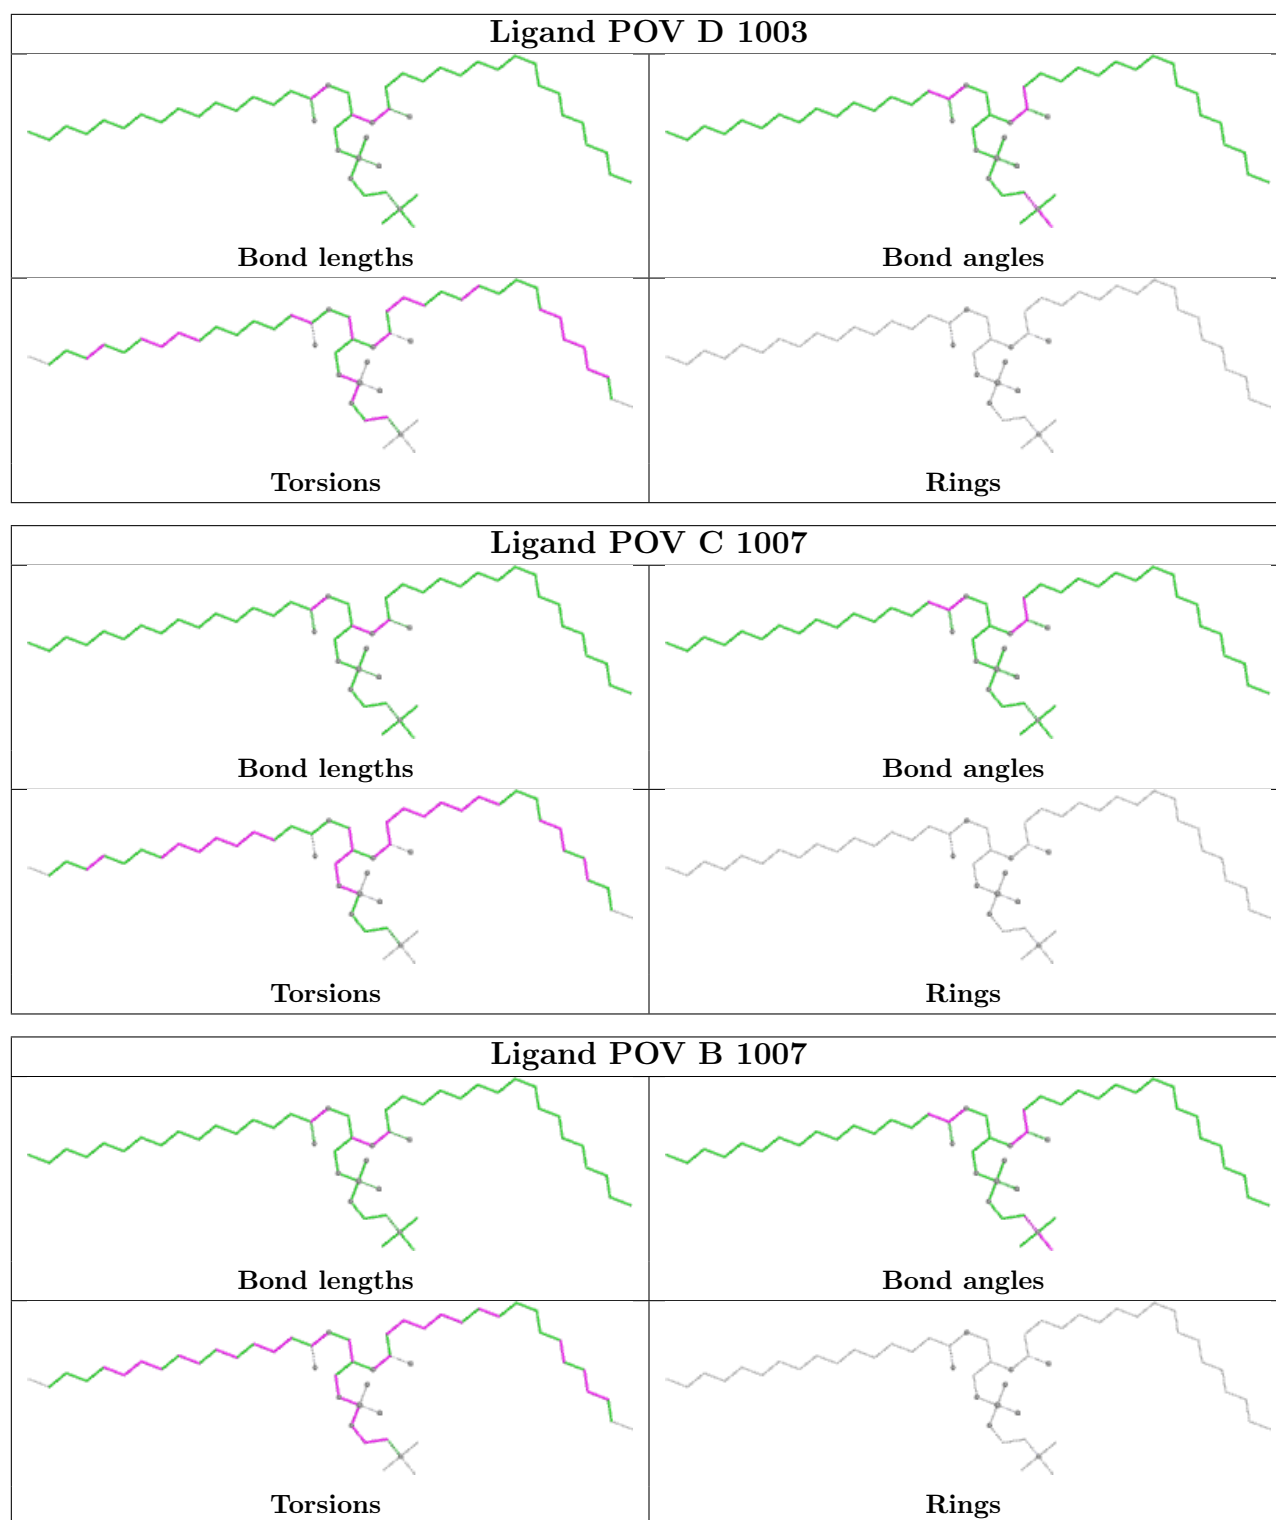 Ligand POV D 1003
Bond lengths
Bond angles
Torsions
Rings
Ligand POV C 1007
Bond lengths
Bond angles
Torsions
Rings
Ligand POV B 1007
Bond lengths
Bond angles
Torsions
Rings